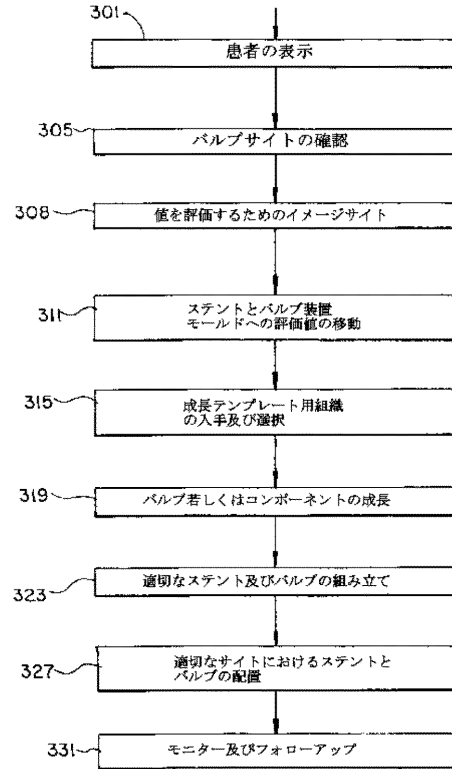 301
患者の表示
305
バルブサイトの確認
308
値を評価するためのイメージサイト
311
ステントとバルブ装置
モールドへの評価値の移動
315
成長テンプレート用組織
の入手及び選択
319
バルブ若しくはコンポーネントの成長
323
適切なステント及びバルブの組み立て
327
適切なサイトにおけるステントと
バルブの配置
331
モニター及びフォローアップ